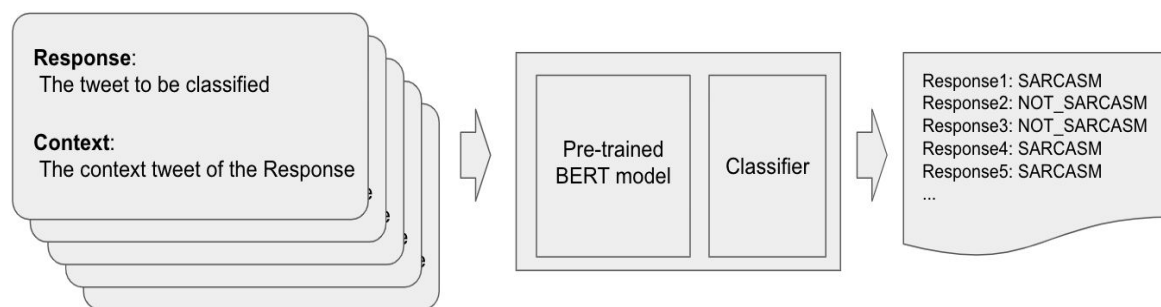 Response:
The tweet to be classified
Context:
The context tweet of the Response
Pre-trained
BERT model
Classifier
Response1: SARCASM
Response2: NOT_SARCASM
Response3: NOT_SARCASM
Response4: SARCASM
Response5: SARCASM
...